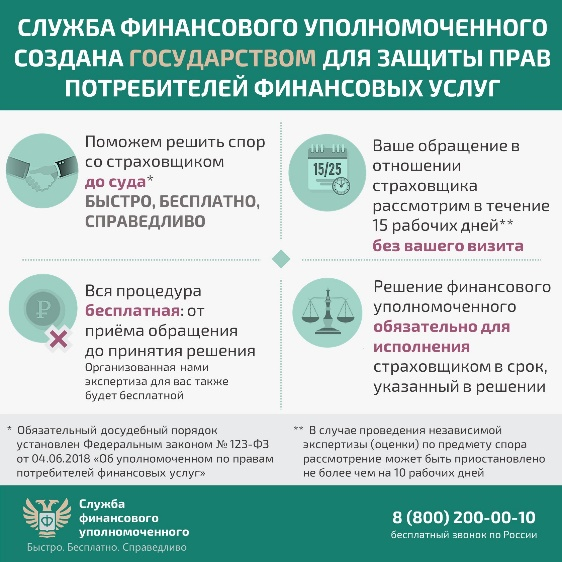 СЛУЖБА ФИНАНСОВОГО УПОЛНОМОЧЕННОГО
СОЗДАНА ГОСУДАРСТВОМ ДЛЯ ЗАЩИТЫ ПРАВ
ПОТРЕБИТЕЛЕЙ ФИНАНСОВЫХ УСЛУГ
Поможем решить спор
со страховщиком
до суда*
БЫСТРО, БЕСПЛАТНО,
СПРАВЕДЛИВО
15/25
Ваше обращение в
отношении
страховщика
рассмотрим в течение
15 рабочих дней**
без вашего визита
₽
Вся процедура
бесплатная: от
приёма обращения
до принятия решения
Организованная нами
экспертиза для вас также
будет бесплатной
Решение финансового
уполномоченного
обязательно для
исполнения
страховщиком в срок,
указанный в решении
* Обязательный досудебный порядок
установлен Федеральным законом № 123-ФЗ
от 04.06.2018 «Об уполномоченном по правам
потребителей финансовых услуг»
** В случае проведения независимой
экспертизы (оценки) по предмету спора
рассмотрение может быть приостановлено
не более чем на 10 рабочих дней
Ф
Служба
финансового
уполномоченного
Быстро. Бесплатно. Справедливо
8 (800) 200-00-10
бесплатный звонок по России